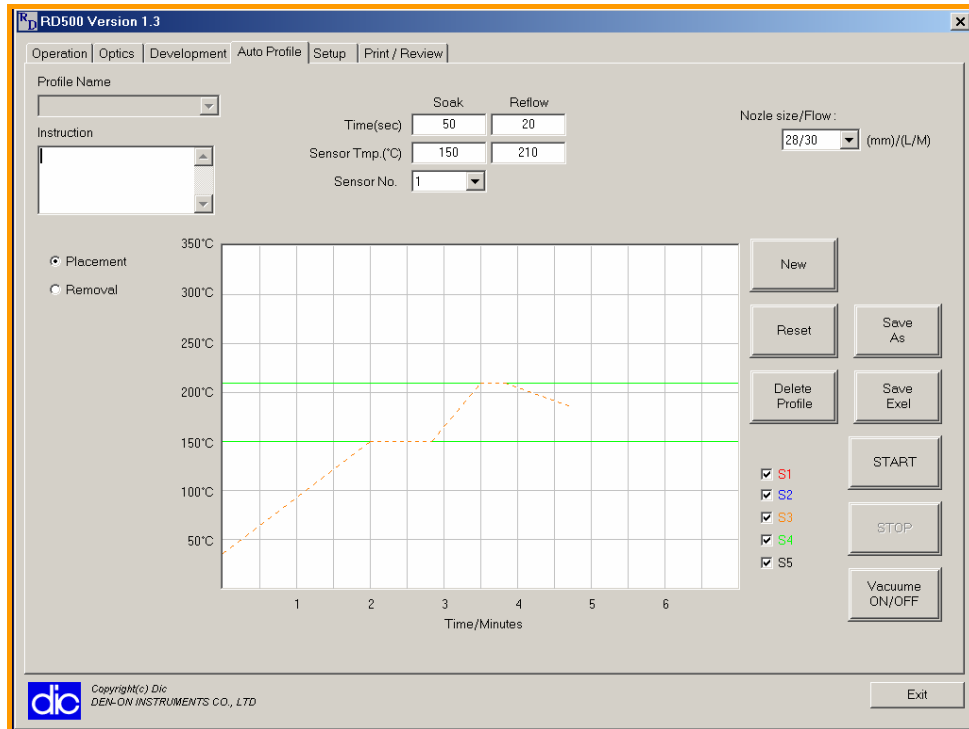 RD RD500 Version 1.3
Operation Optics Development Auto Profile Setup Print / Review
Profile Name
Instruction
Soak Reflow
Time(sec) 50 20
Sensor Tmp.(°C) 150 210
Sensor No. 1
Nozle size/Flow :
28/30 (mm)/(L/M)
Placement
Removal
350°C
300°C
250°C
200°C
150°C
100°C
50°C
1 2 3 4 5 6
Time/Minutes
New
Reset
Save As
Delete Profile
Save Exel
START
S1
S2
S3
S4
S5
STOP
Vacuume ON/OFF
dic
Copyright(c) Dic
DEN-ON INSTRUMENTS CO., LTD
Exit